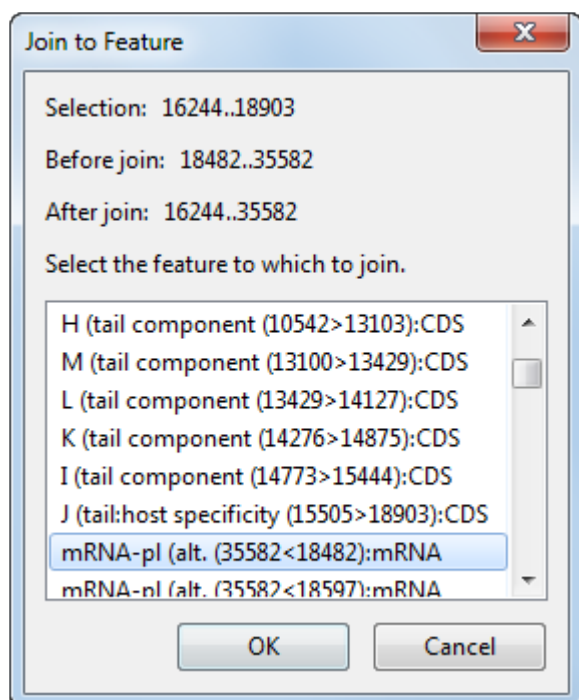 Join to Feature
Selection: 16244..18903
Before join: 18482..35582
After join: 16244..35582
Select the feature to which to join.
H (tail component (10542>13103):CDS
M (tail component (13100>13429):CDS
L (tail component (13429>14127):CDS
K (tail component (14276>14875):CDS
I (tail component (14773>15444):CDS
J (tail:host specificity (15505>18903):CDS
mRNA-pl (alt. (35582<18482):mRNA
mRNA-pl (alt. (35582<18597):mRNA
OK Cancel